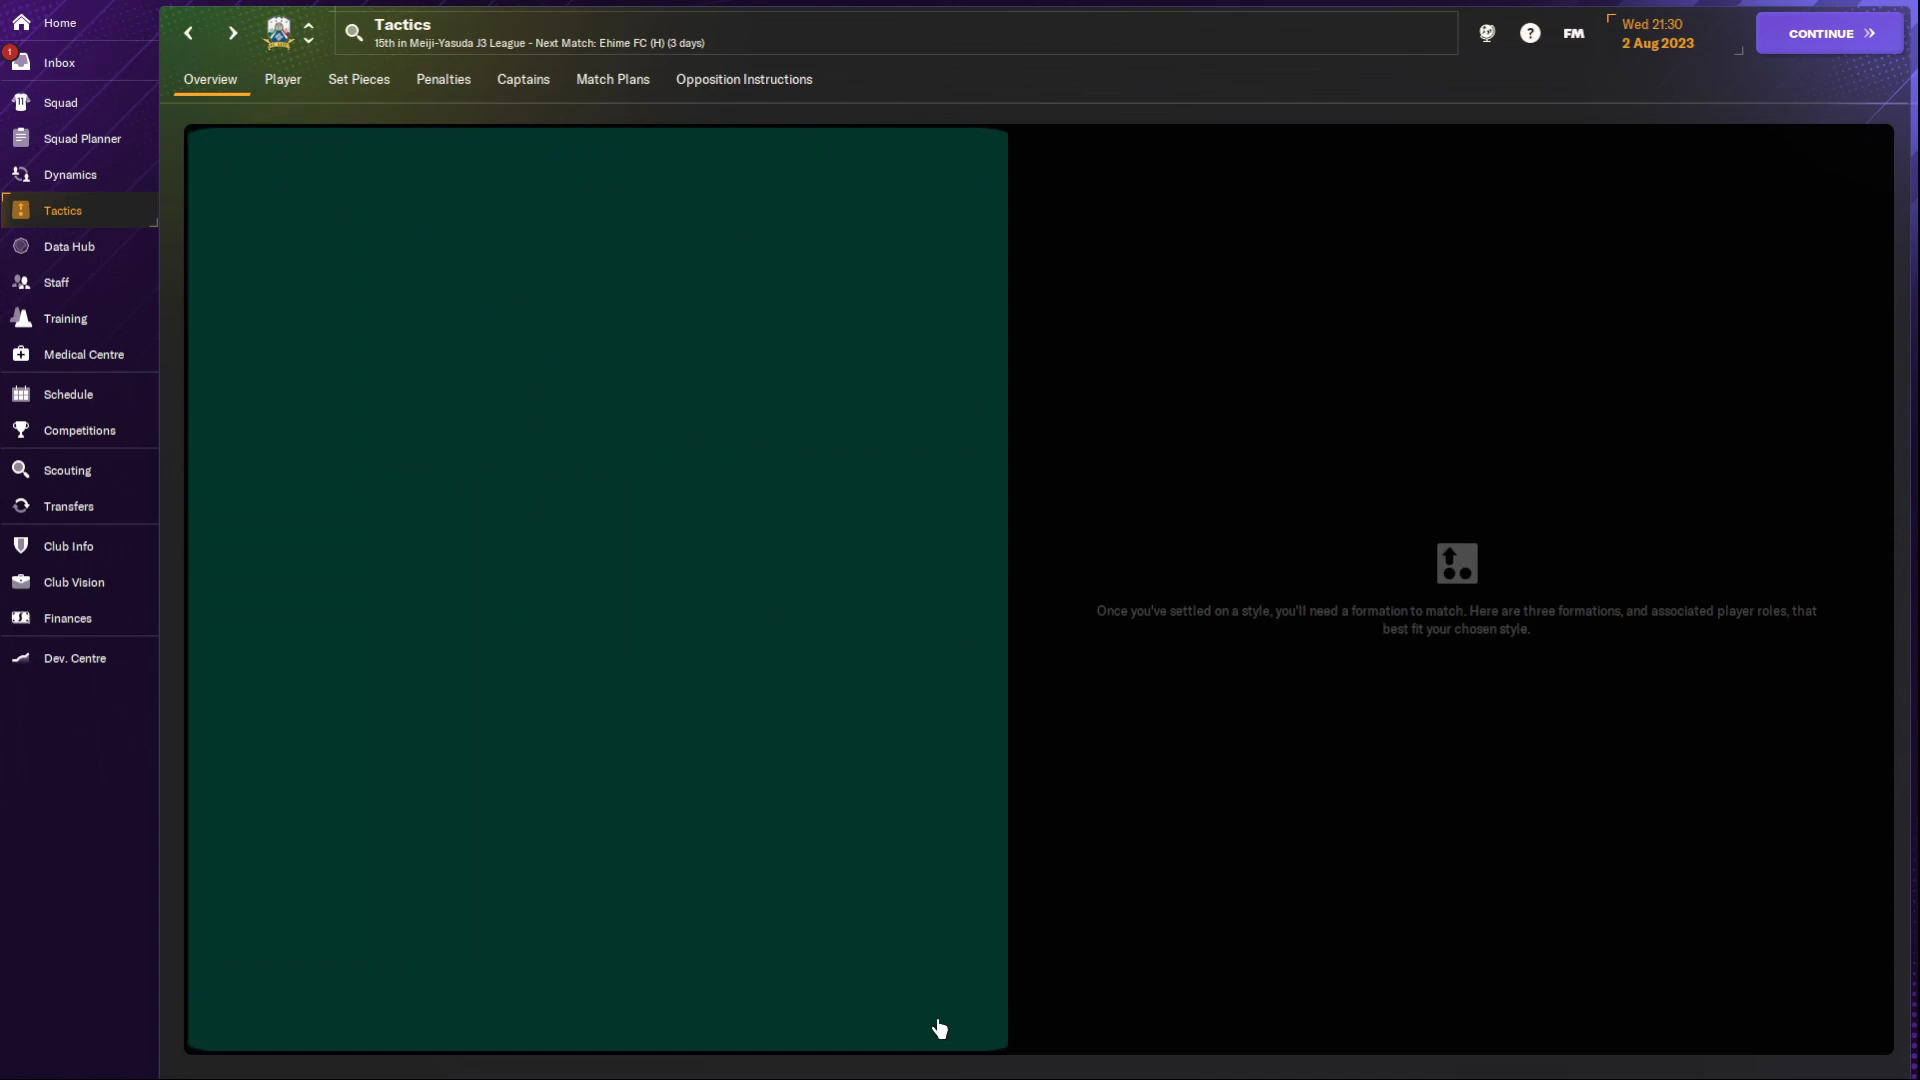 Home
1
Inbox
Squad
Squad Planner
Dynamics
Tactics
Data Hub
Staff
Training
Medical Centre
Schedule
Competitions
Scouting
Transfers
Club Info
Club Vision
Finances
Dev. Centre
Tactics
15th in Meiji-Yasuda J3 League - Next Match: Ehime FC (H) (3 days)
?
FM
Wed 21:30
2 Aug 2023
CONTINUE
Overview
Player
Set Pieces
Penalties
Captains
Match Plans
Opposition Instructions
Once you've settled on a style, you'll need a formation to match. Here are three formations, and associated player roles, that
best fit your chosen style.